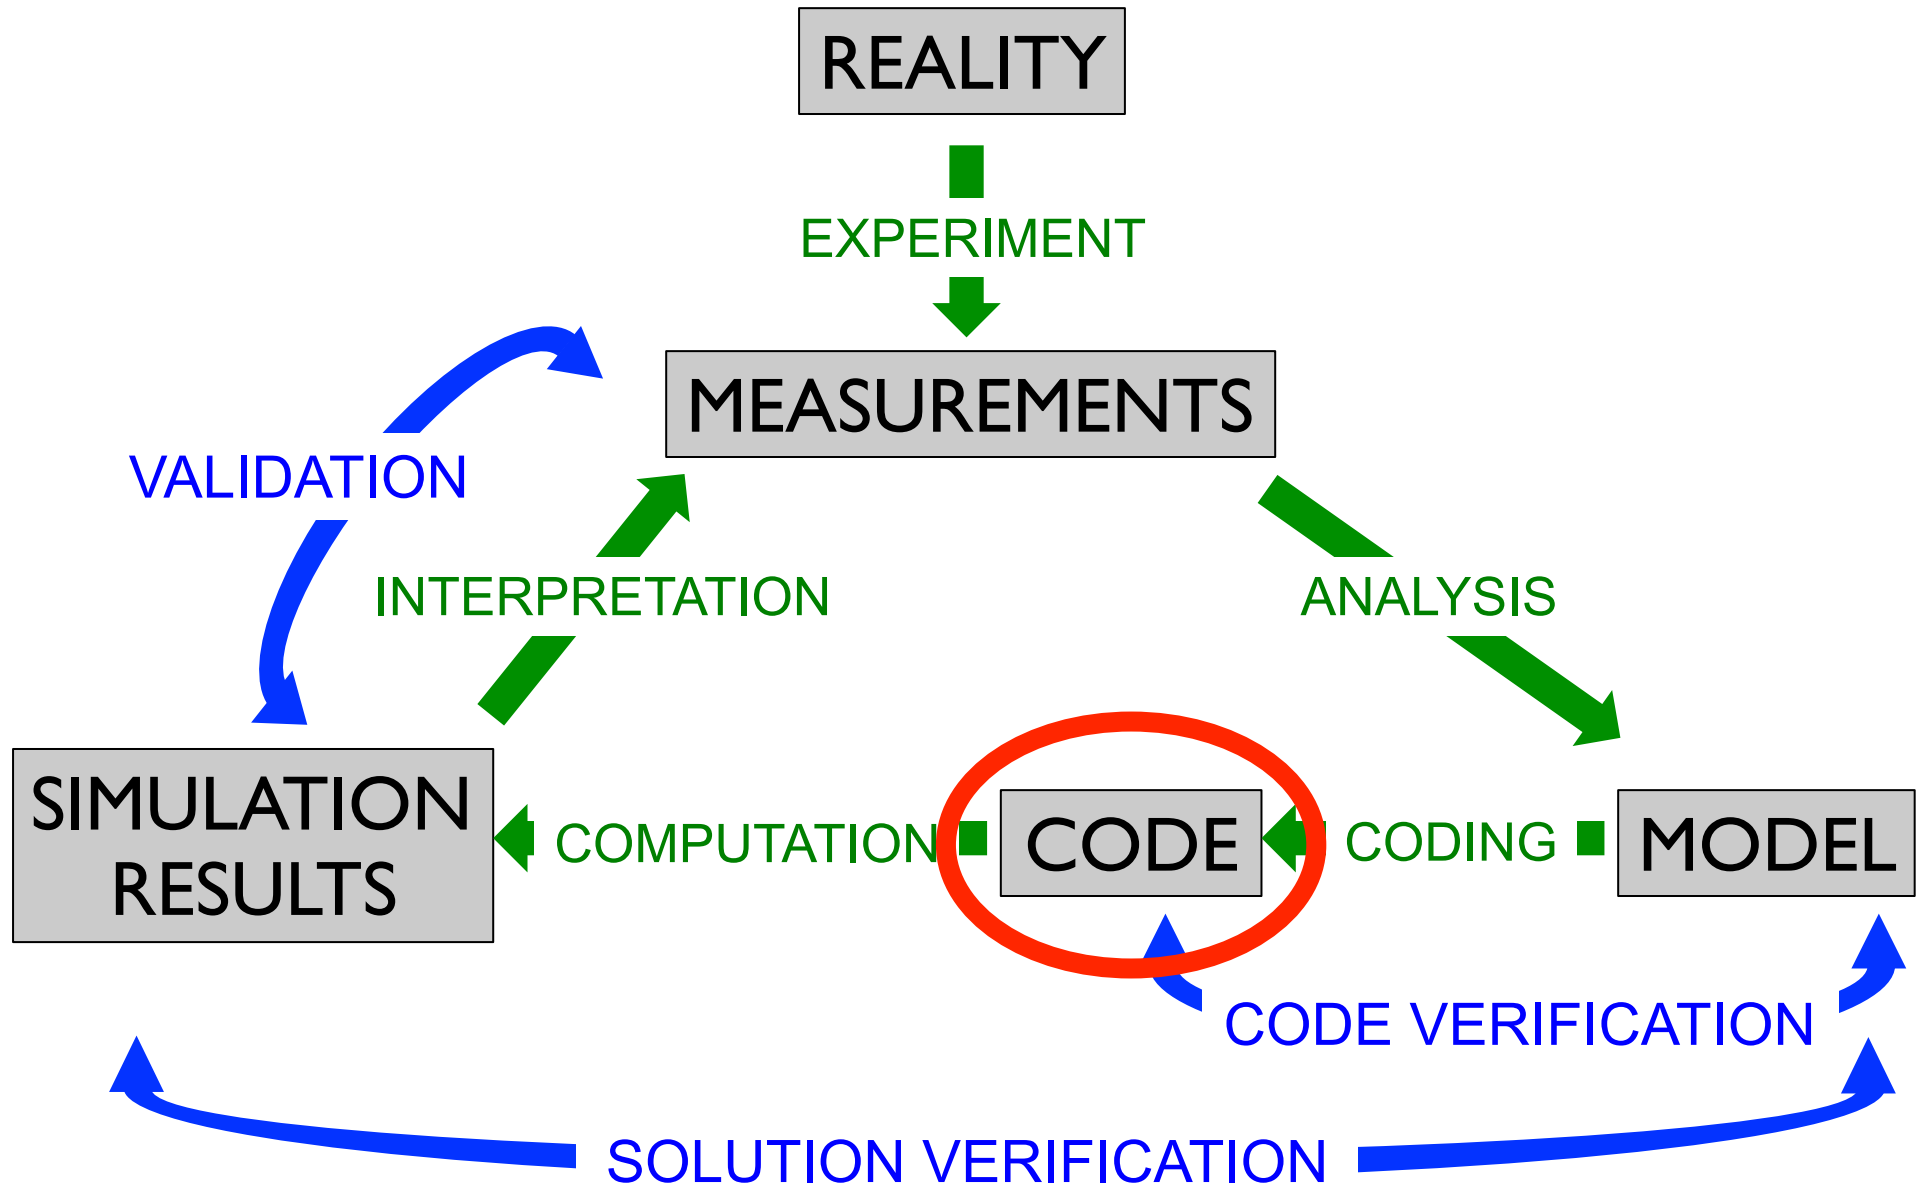 REALITY
EXPERIMENT
MEASUREMENTS
VALIDATION
INTERPRETATION
ANALYSIS
SIMULATION
RESULTS
COMPUTATION
CODE
CODING
MODEL
CODE VERIFICATION
SOLUTION VERIFICATION